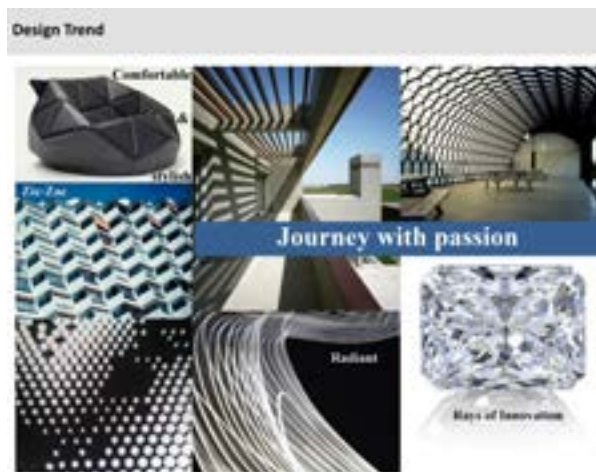 Design Trend
Comfortable
&
stylish
Zic-Zac
Journey with passion
Radiant
Rays of Innovation